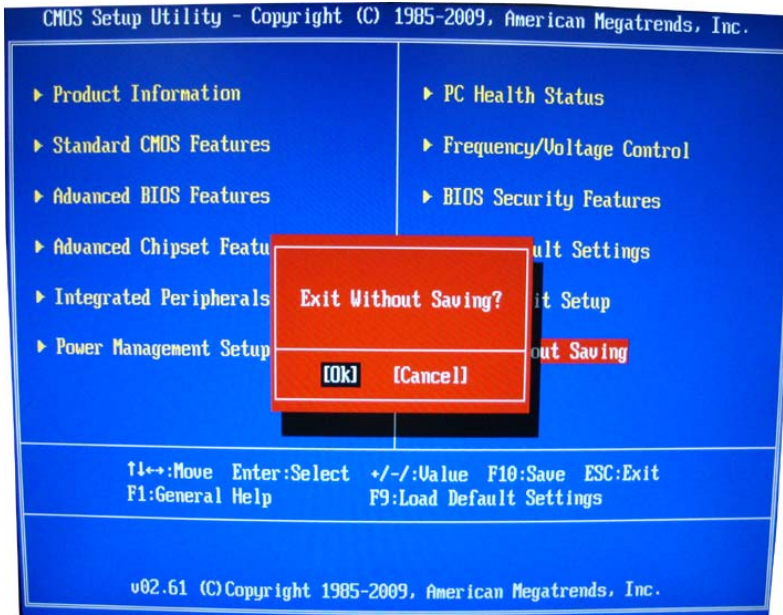 CMOS Setup Utility - Copyright (C) 1985-2009, American Megatrends, Inc.
▶ Product Information
▶ Standard CMOS Features
▶ Advanced BIOS Features
▶ Advanced Chipset Featu
▶ Integrated Peripherals
▶ Power Management Setup
▶ PC Health Status
▶ Frequency/Voltage Control
▶ BIOS Security Features
ult Settings
it Setup
out Saving
Exit Without Saving?
[Ok] [Cancel]
↑↓←→:Move Enter:Select +/-/:Value F10:Save ESC:Exit
F1:General Help F9:Load Default Settings
v02.61 (C)Copyright 1985-2009, American Megatrends, Inc.